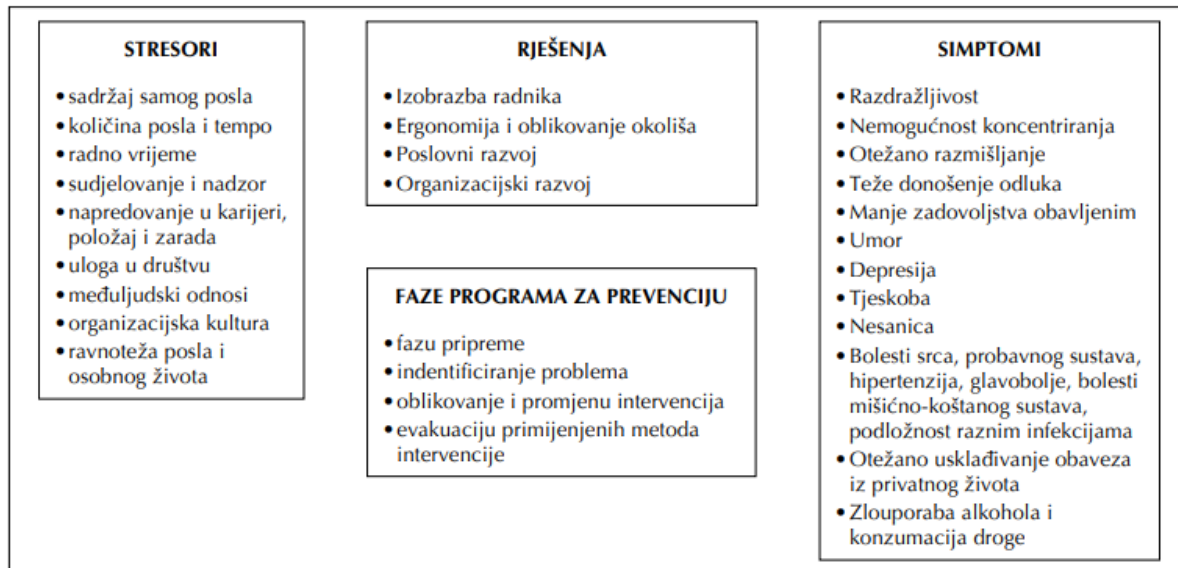 STRESORI
• sadržaj samog posla
• količina posla i tempo
• radno vrijeme
• sudjelovanje i nadzor
• napredovanje u karijeri,
položaj i zarada
• uloga u društvu
• međuljudski odnosi
• organizacijska kultura
• ravnoteža posla i
osobnog života
RJEŠENJA
• Izobrazba radnika
• Ergonomija i oblikovanje okoliša
• Poslovni razvoj
• Organizacijski razvoj
FAZE PROGRAMA ZA PREVENCIJU
• fazu pripreme
• indentificiranje problema
• oblikovanje i promjenu intervencija
• evakuaciju primijenjenih metoda
intervencije
SIMPTOMI
• Razdražljivost
• Nemogućnost koncentriranja
• Otežano razmišljanje
• Teže donošenje odluka
• Manje zadovoljstva obavljenim
• Umor
• Depresija
• Tjeskoba
• Nesanica
• Bolesti srca, probavnog sustava,
hipertenzija, glavobolje, bolesti
mišićno-koštanog sustava,
podložnost raznim infekcijama
• Otežano usklađivanje obaveza
iz privatnog života
• Zlouporaba alkohola i
konzumacija droge